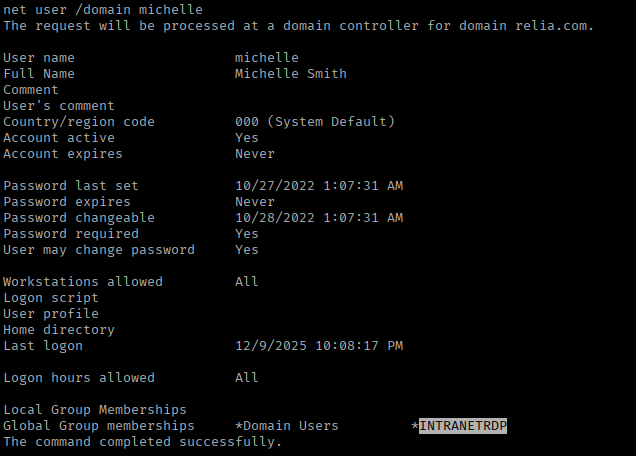 net user /domain michelle
The request will be processed at a domain controller for domain relia.com.
User name                    michelle
Full Name                    Michelle Smith
Comment
User's comment
Country/region code          000 (System Default)
Account active               Yes
Account expires              Never
Password last set            10/27/2022 1:07:31 AM
Password expires             Never
Password changeable          10/28/2022 1:07:31 AM
Password required            Yes
User may change password     Yes
Workstations allowed         All
Logon script
User profile
Home directory
Last logon                   12/9/2025 10:08:17 PM
Logon hours allowed          All
Local Group Memberships
Global Group memberships     *Domain Users         *INTRANETRDP
The command completed successfully.